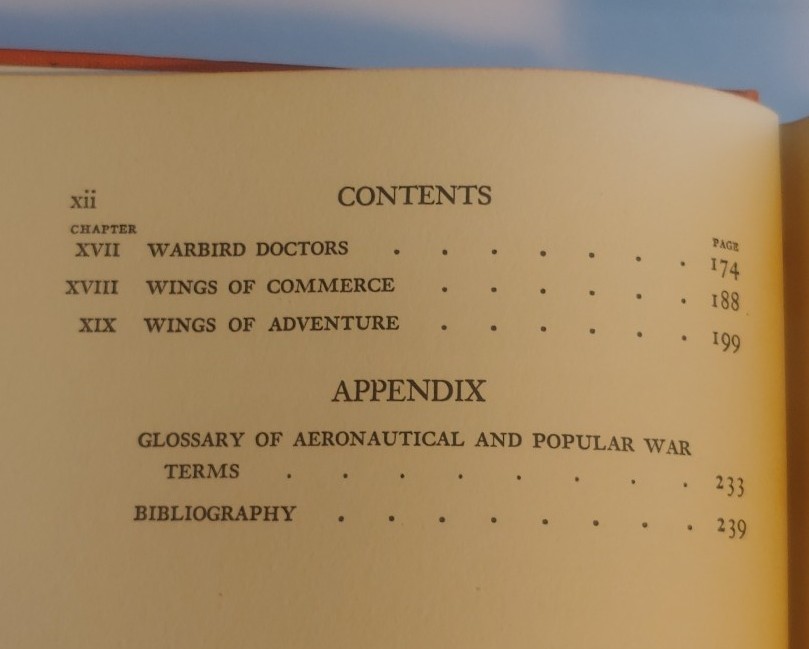 xii CONTENTS
CHAPTER PAGE
XVII WARBIRD DOCTORS . . . . . . . 174
XVIII WINGS OF COMMERCE . . . . . . 188
XIX WINGS OF ADVENTURE . . . . . . 199
APPENDIX
GLOSSARY OF AERONAUTICAL AND POPULAR WAR
TERMS . . . . . . . . 233
BIBLIOGRAPHY . . . . . . . . 239